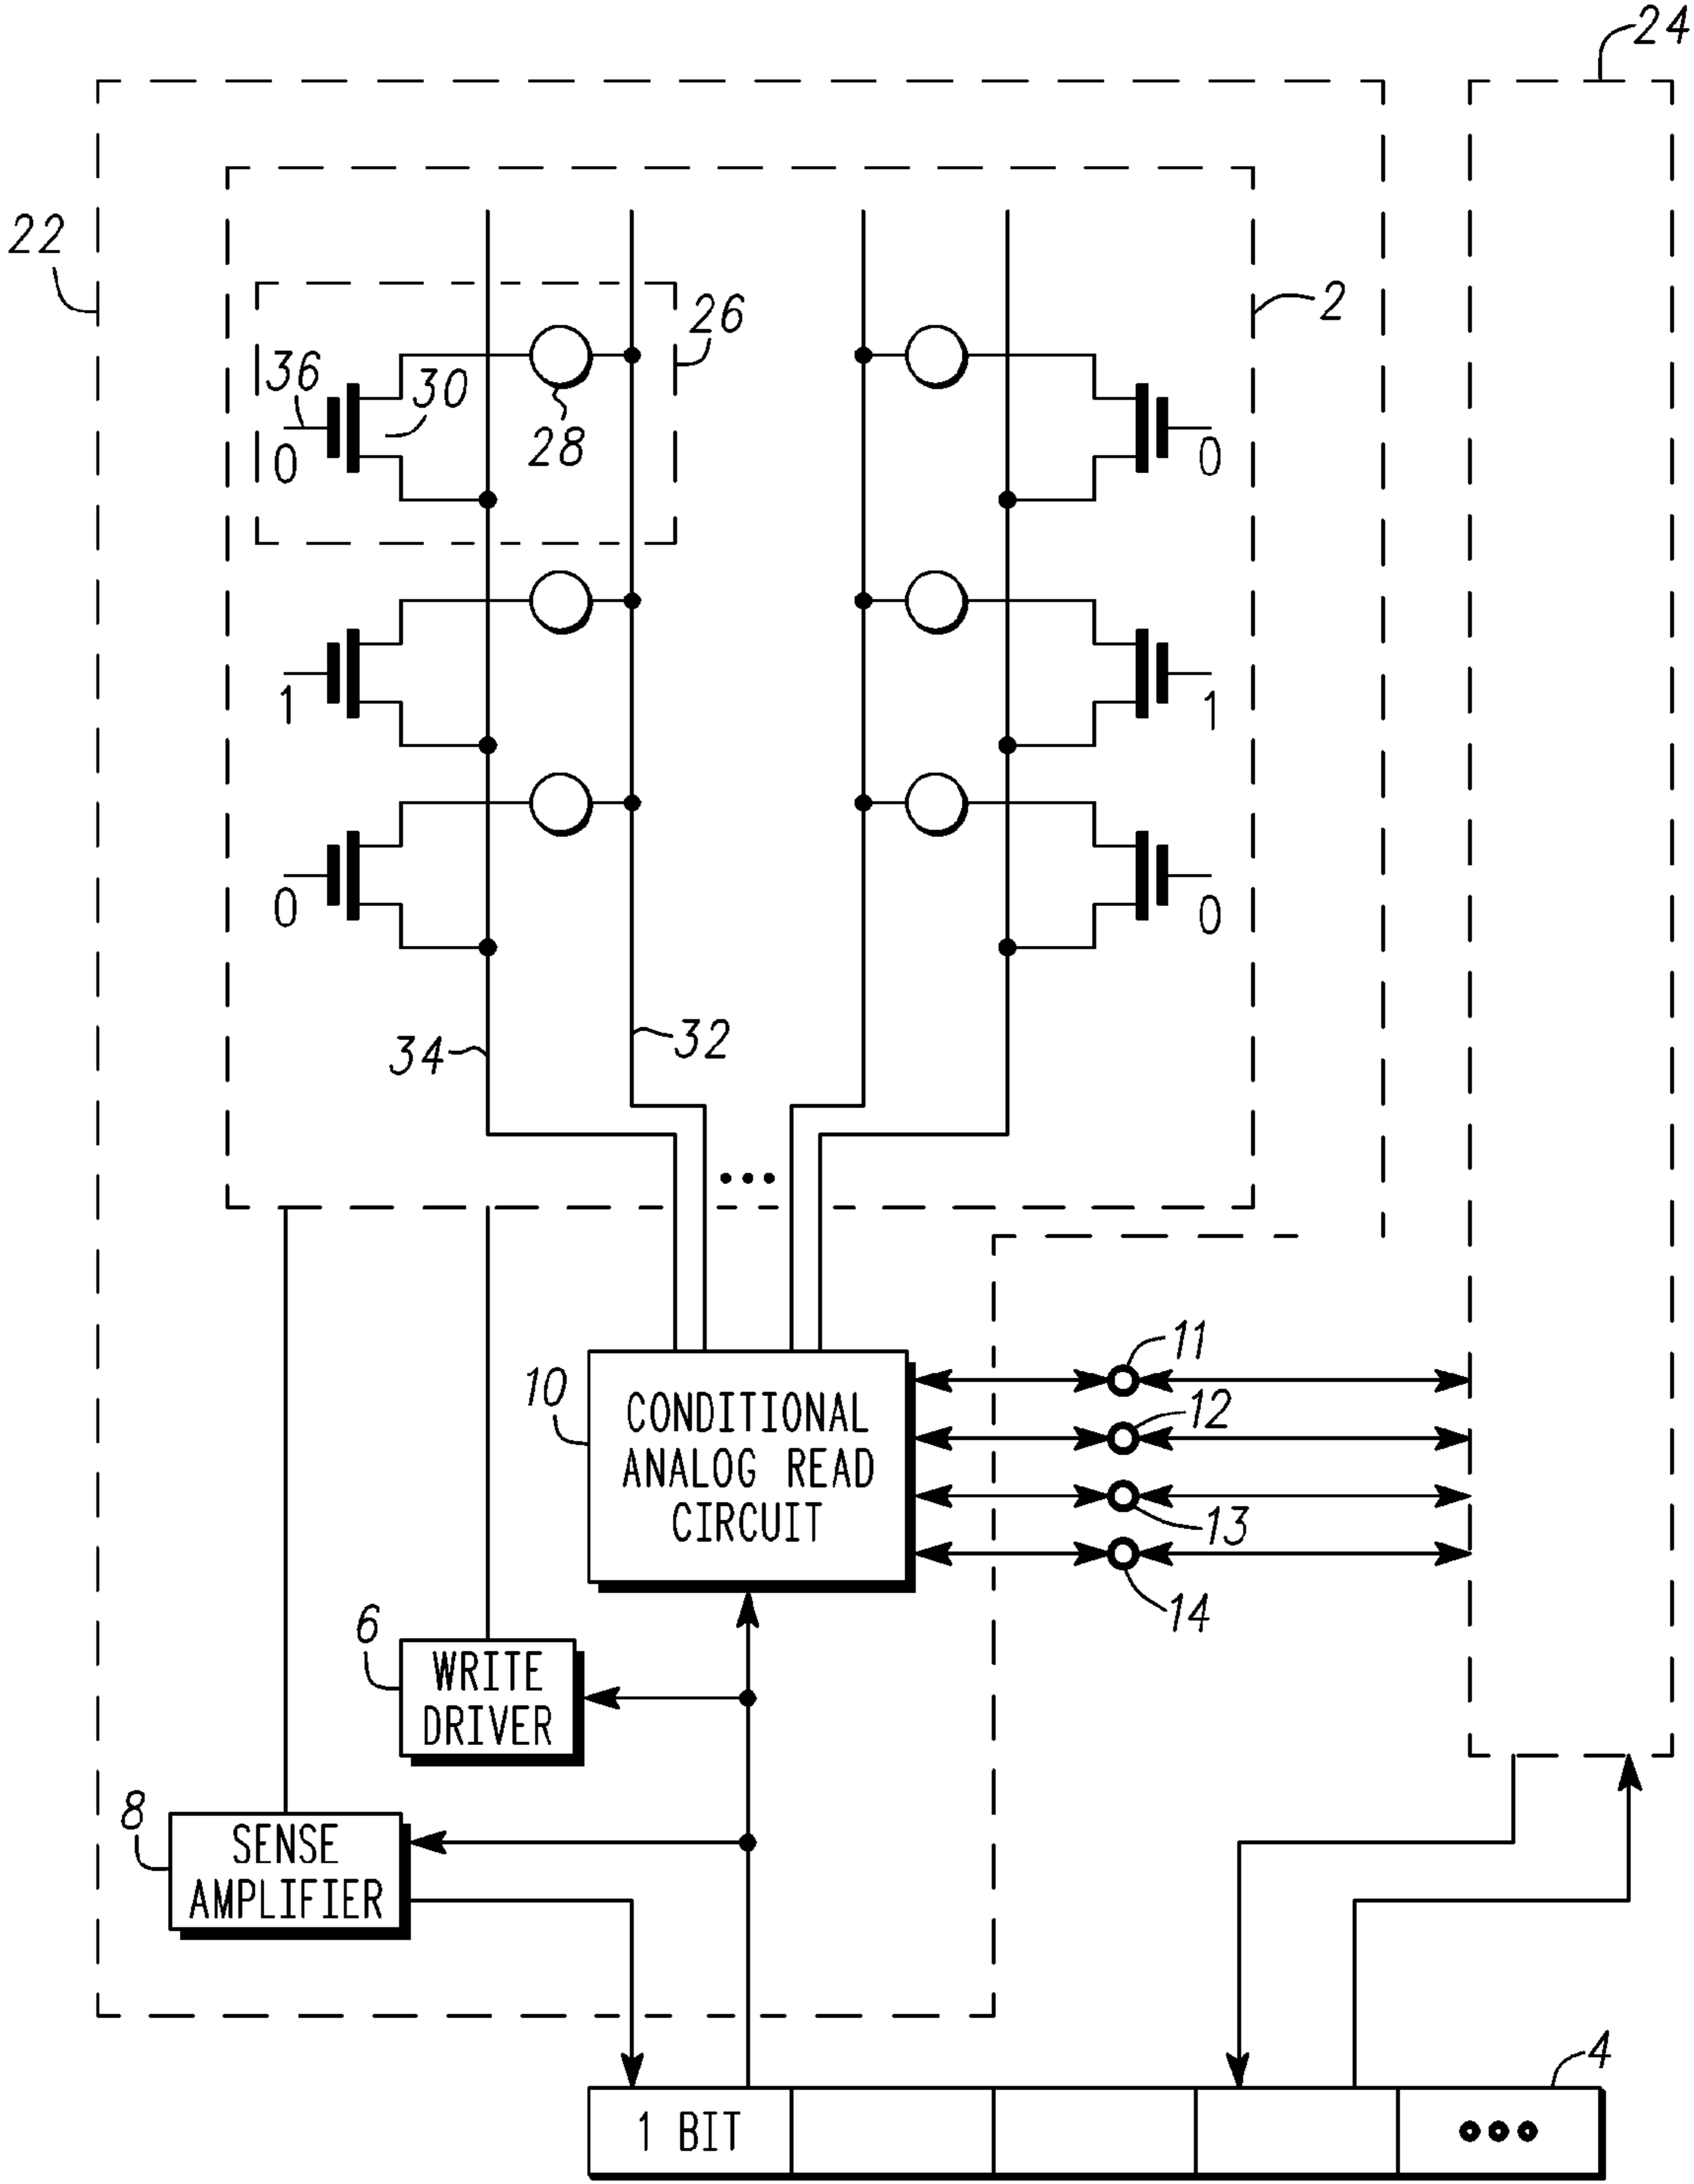 24
22
2
26
36
30
28
0
0
1
1
0
0
34
32
10
CONDITIONAL
ANALOG READ
CIRCUIT
11
12
13
14
6
WRITE
DRIVER
8
SENSE
AMPLIFIER
4
1 BIT